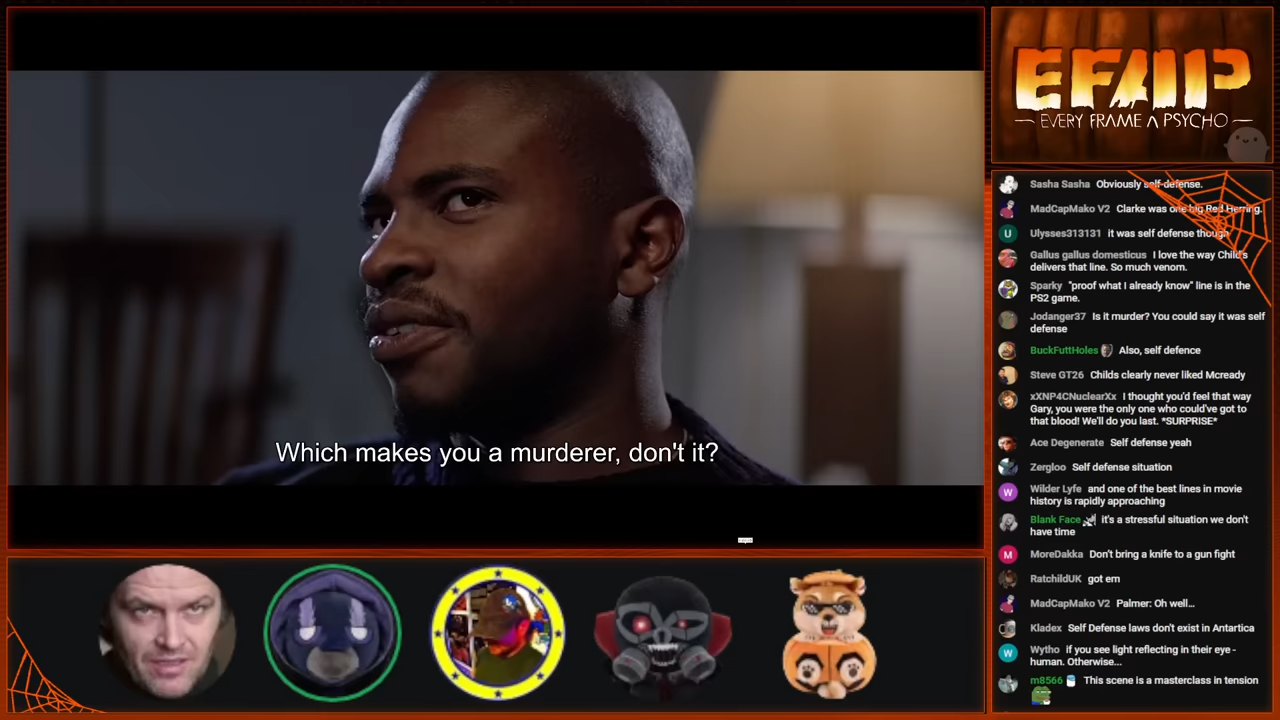 Which makes you a murderer, don't it?
EFAP
EVERY FRAME A PSYCHO
Sasha Sasha Obviously self-defense.
MadCapMako V2 Clarke was one big Red Herring.
U Ulysses313131 it was self defense though
Gallus gallus domesticus I love the way Child's
delivers that line. So much venom.
Sparky "proof what I already know" line is in the
PS2 game.
Jodanger37 Is it murder? You could say it was self
defense
BuckFuttHoles Also, self defence
Steve GT26 Childs clearly never liked Mcready
xXNP4CNuclearXx I thought you'd feel that way
Gary, you were the only one who could've got to
that blood! We'll do you last. *SURPRISE*
Ace Degenerate Self defense yeah
Zergloo Self defense situation
W Wilder Lyfe and one of the best lines in movie
history is rapidly approaching
Blank Face it's a stressful situation we don't
have time
M MoreDakka Don't bring a knife to a gun fight
RatchildUK got em
MadCapMako V2 Palmer: Oh well...
Kladex Self Defense laws don't exist in Antartica
W Wytho if you see light reflecting in their eye -
human. Otherwise...
m8566 This scene is a masterclass in tension